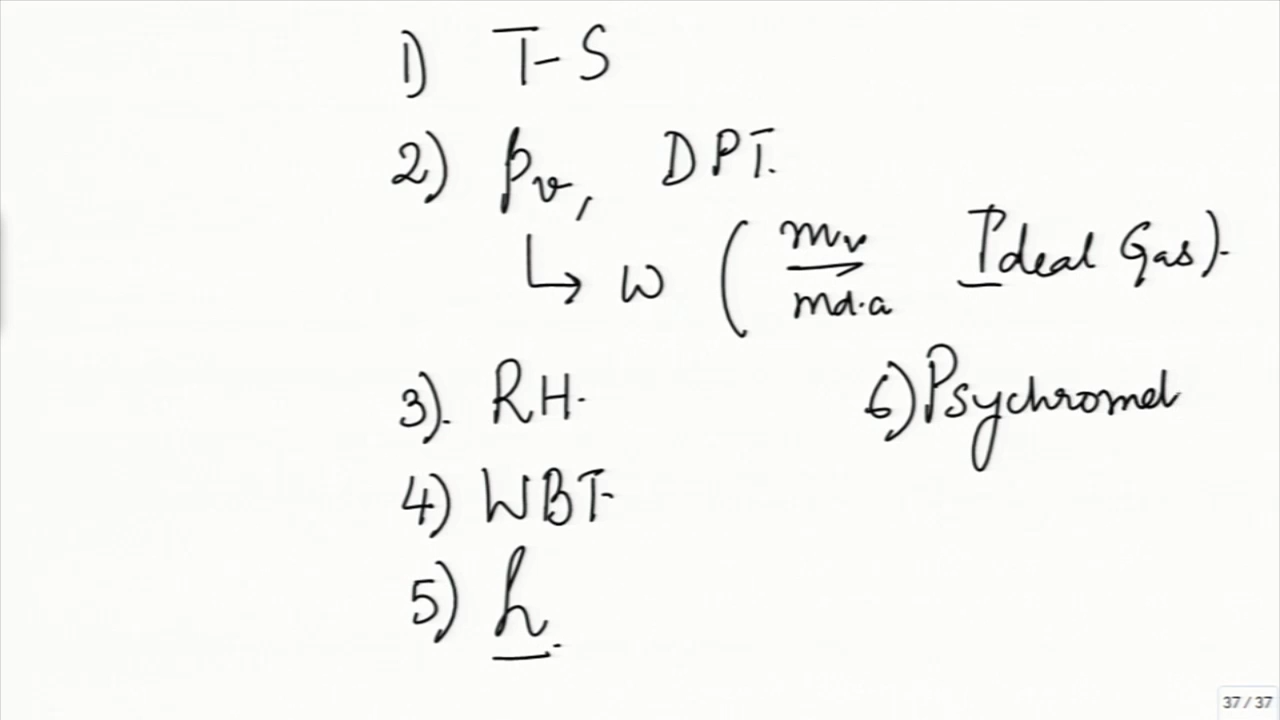 1) T-S
2) pv, DPT.
↳ w ( mv / md.a Ideal Gas).
3). RH.
6) Psychromet
4) WBT.
5) h.
37 / 37